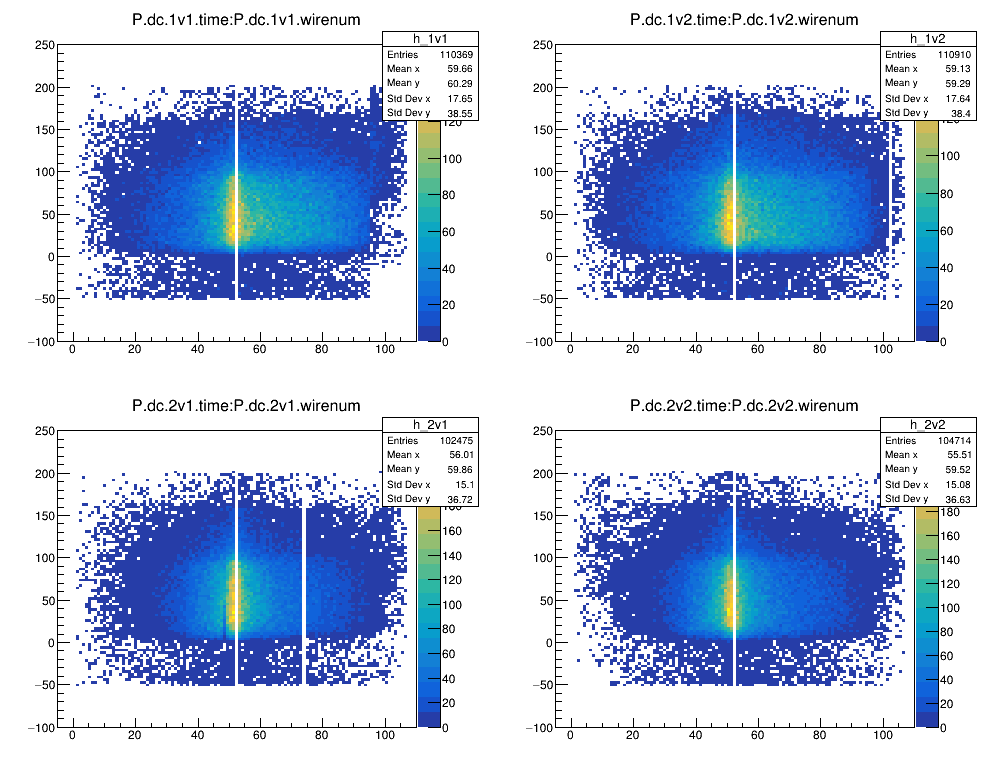 P.dc.1v1.time:P.dc.1v1.wirenum
h_1v1
Entries 110369
Mean x 59.66
Mean y 60.29
Std Dev x 17.65
Std Dev y 38.55
250
200
150
100
50
0
−50
−100
0 20 40 60 80 100
120
100
80
60
40
20
0
P.dc.1v2.time:P.dc.1v2.wirenum
h_1v2
Entries 110910
Mean x 59.13
Mean y 59.29
Std Dev x 17.64
Std Dev y 38.4
250
200
150
100
50
0
−50
−100
0 20 40 60 80 100
120
100
80
60
40
20
0
P.dc.2v1.time:P.dc.2v1.wirenum
h_2v1
Entries 102475
Mean x 56.01
Mean y 59.86
Std Dev x 15.1
Std Dev y 36.72
250
200
150
100
50
0
−50
−100
0 20 40 60 80 100
180
160
140
120
100
80
60
40
20
0
P.dc.2v2.time:P.dc.2v2.wirenum
h_2v2
Entries 104714
Mean x 55.51
Mean y 59.52
Std Dev x 15.08
Std Dev y 36.63
250
200
150
100
50
0
−50
−100
0 20 40 60 80 100
180
160
140
120
100
80
60
40
20
0